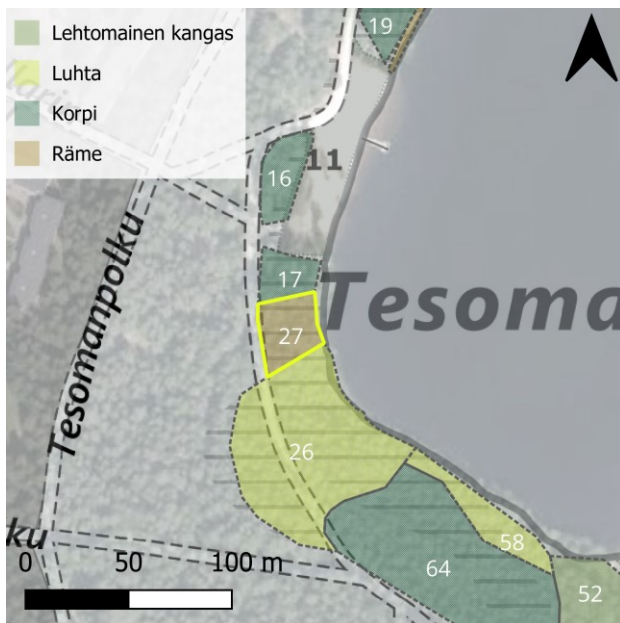 Lehtomainen kangas
Luhta
Korpi
Räme
19
11
16
17
Tesoma
27
Tesomanpolku
26
58
ku
64
52
0 50 100 m